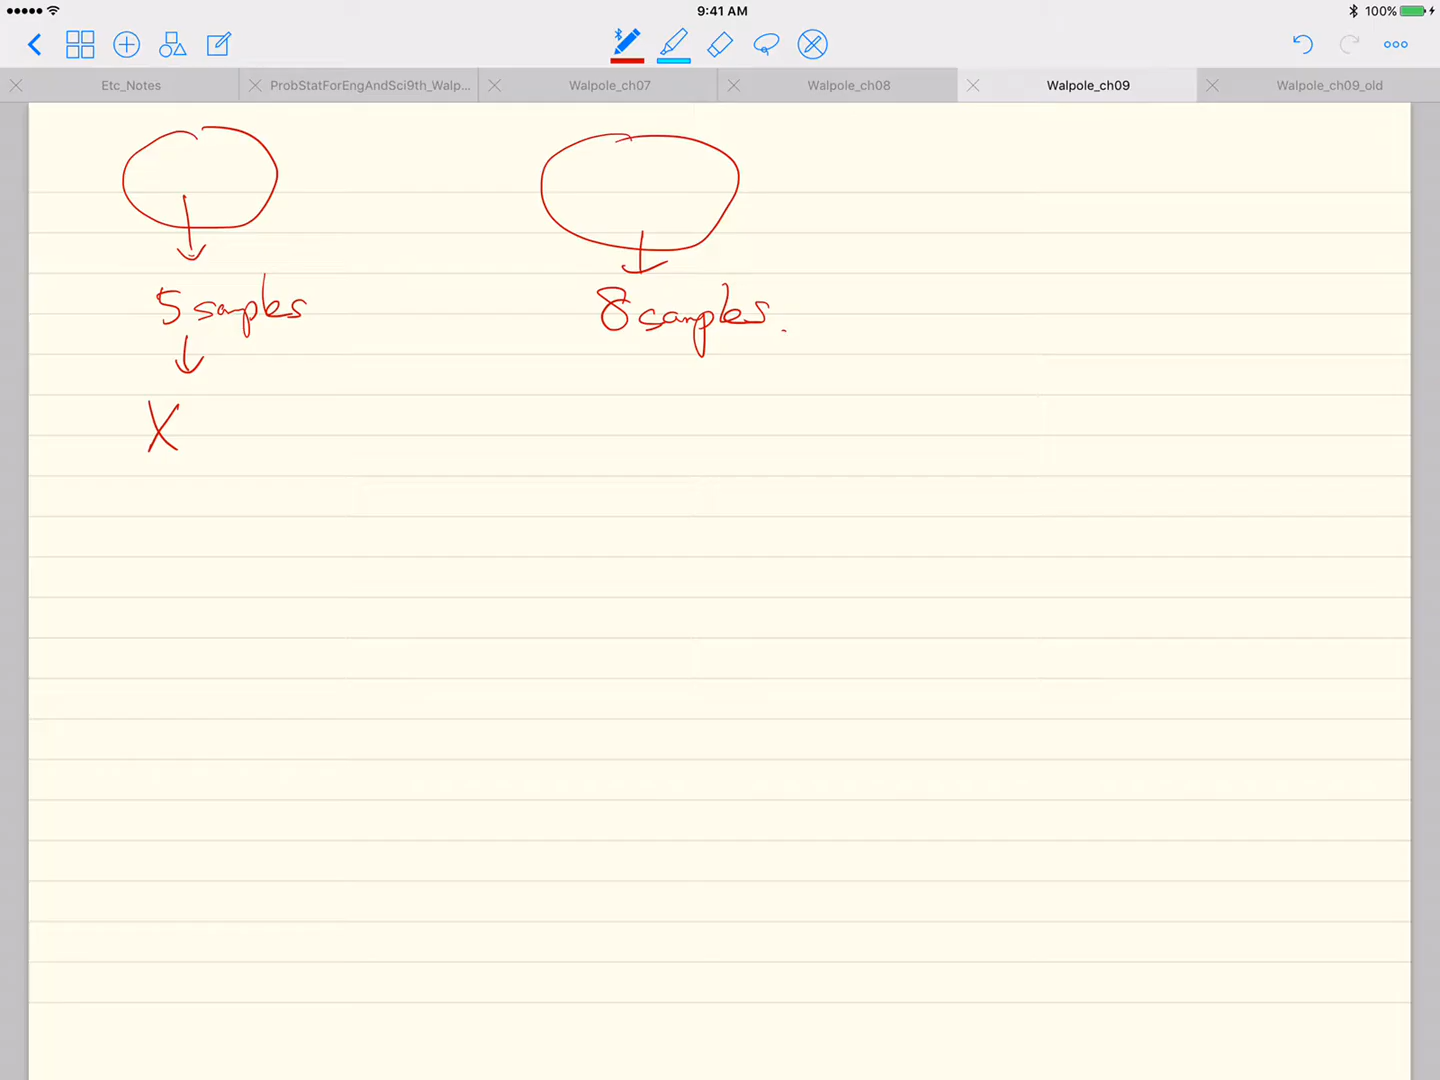 9:41 AM
100%
Etc_Notes
ProbStatForEngAndSci9th_Walp...
Walpole_ch07
Walpole_ch08
Walpole_ch09
Walpole_ch09_old
5 samples
8 samples.
X